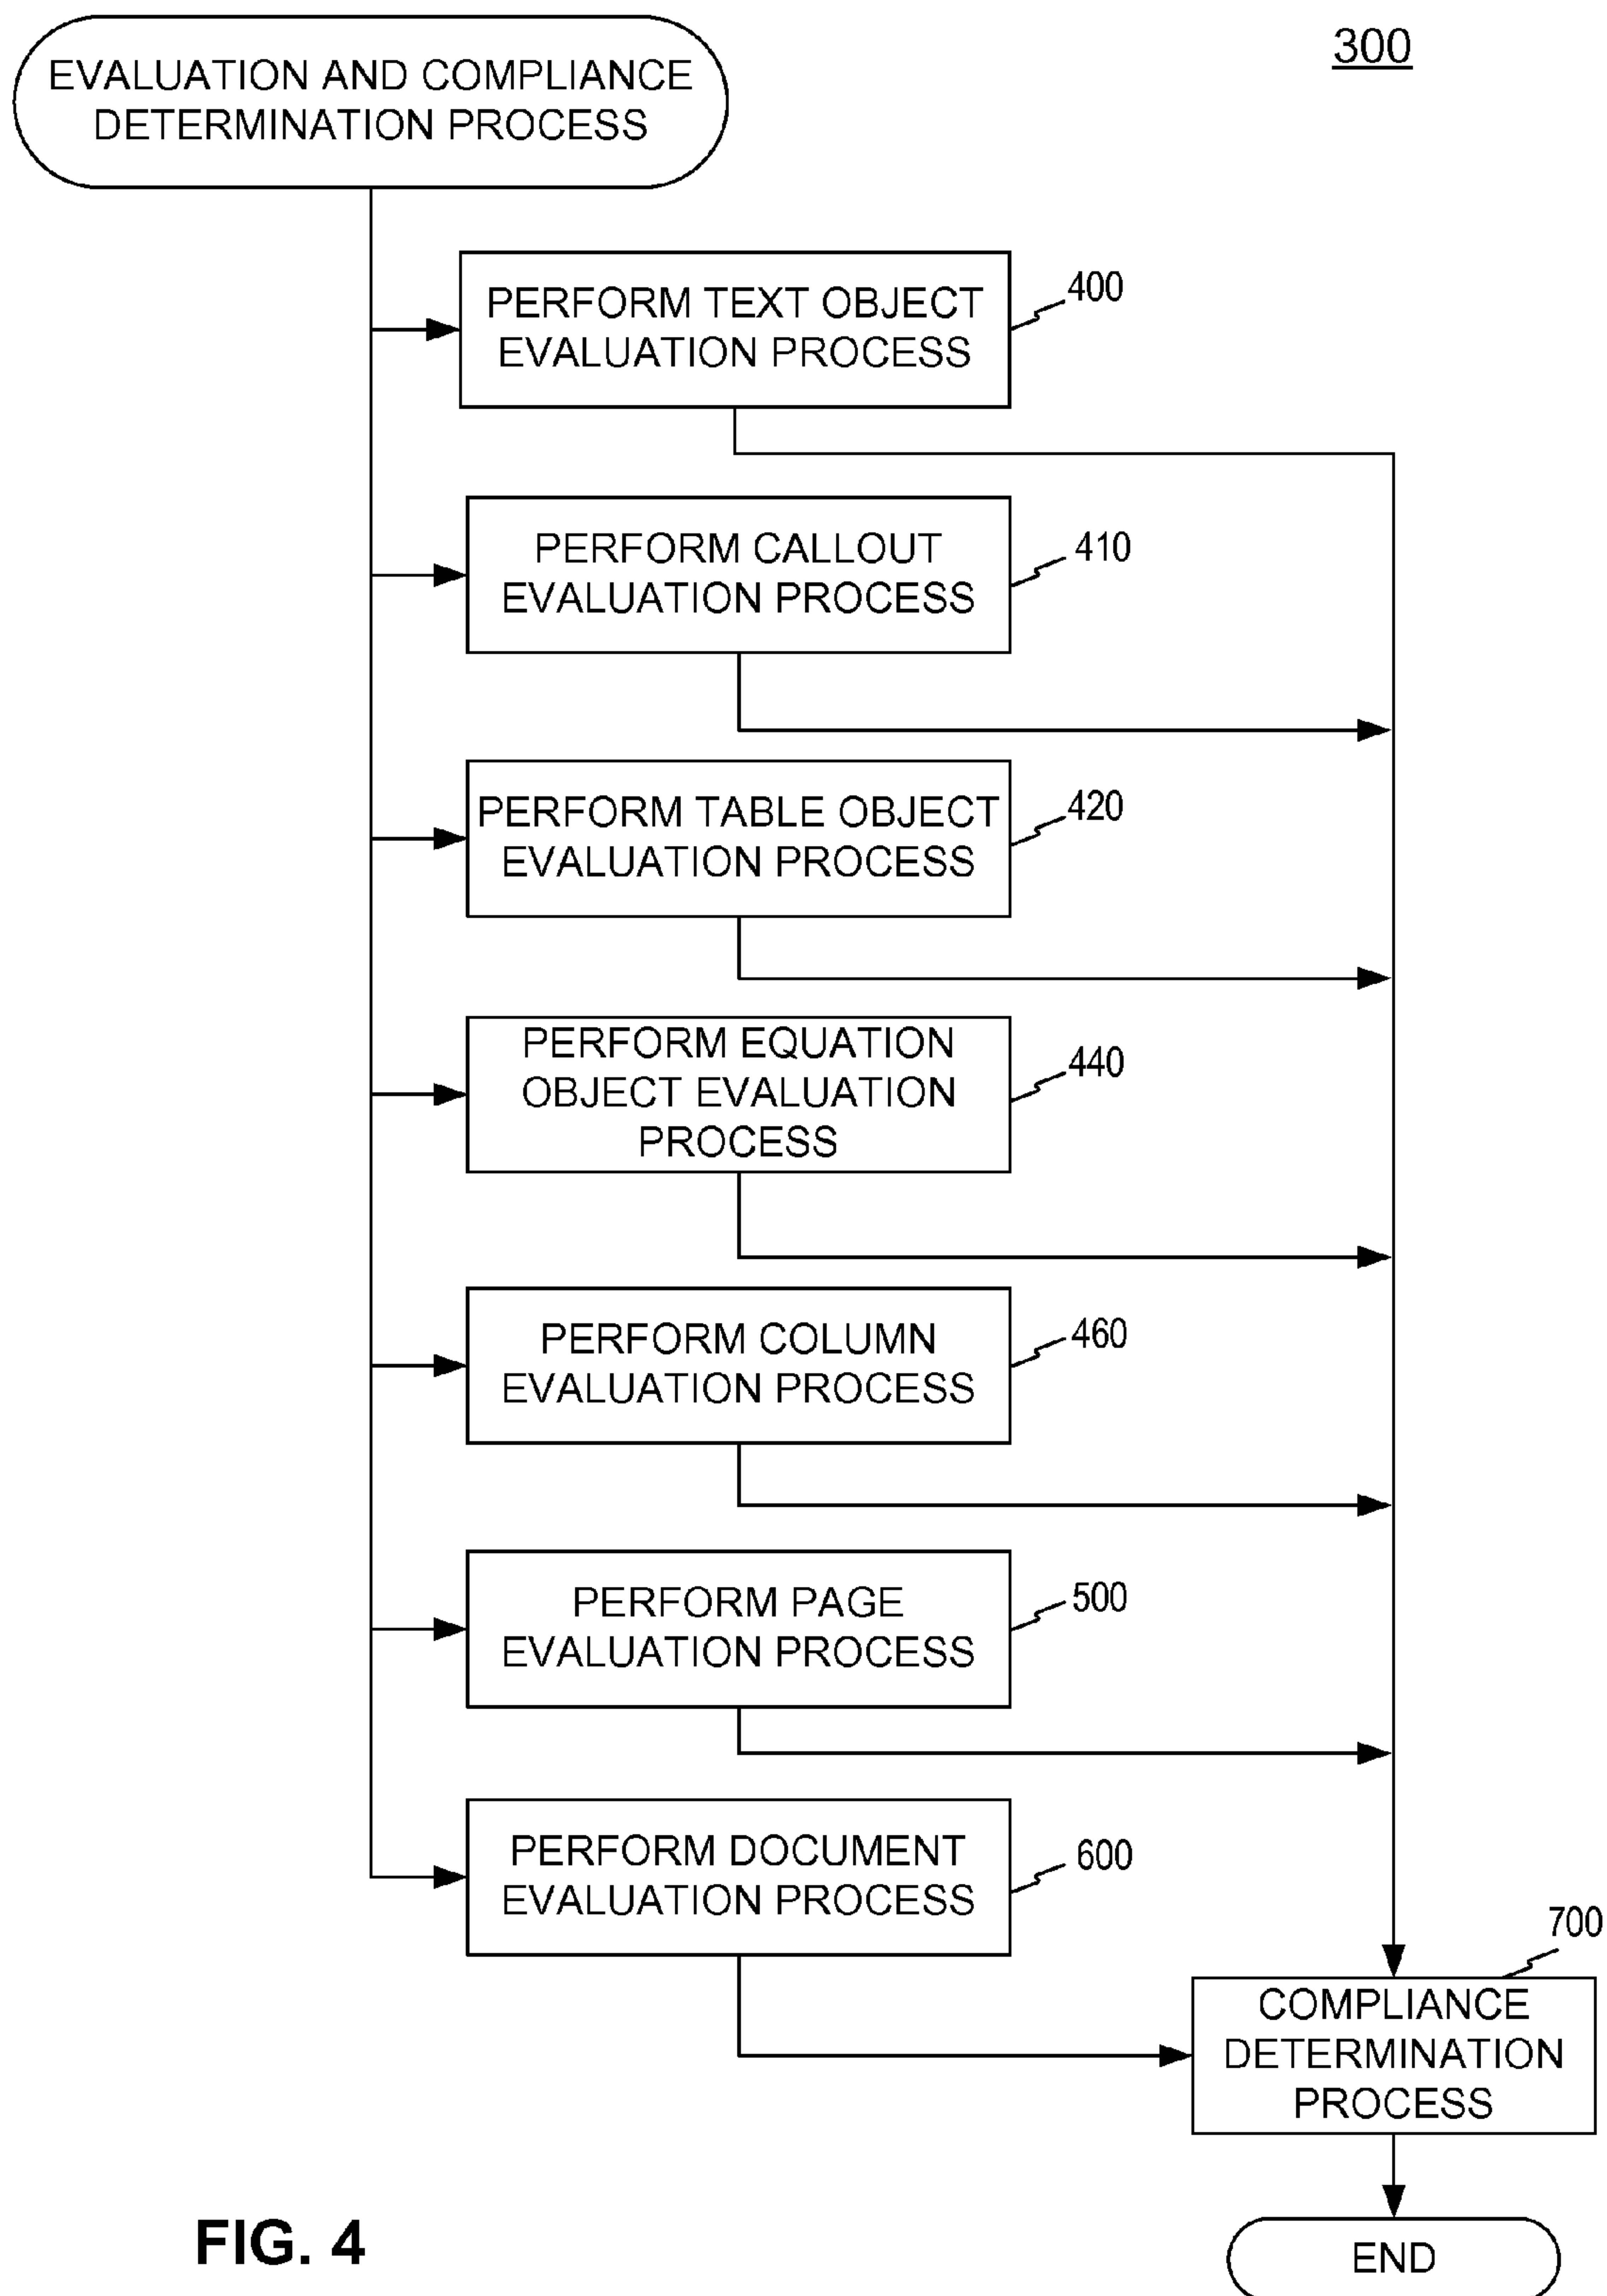 300
EVALUATION AND COMPLIANCE
DETERMINATION PROCESS
PERFORM TEXT OBJECT
EVALUATION PROCESS
400
PERFORM CALLOUT
EVALUATION PROCESS
410
PERFORM TABLE OBJECT
EVALUATION PROCESS
420
PERFORM EQUATION
OBJECT EVALUATION
PROCESS
440
PERFORM COLUMN
EVALUATION PROCESS
460
PERFORM PAGE
EVALUATION PROCESS
500
PERFORM DOCUMENT
EVALUATION PROCESS
600
700
COMPLIANCE
DETERMINATION
PROCESS
END
FIG. 4